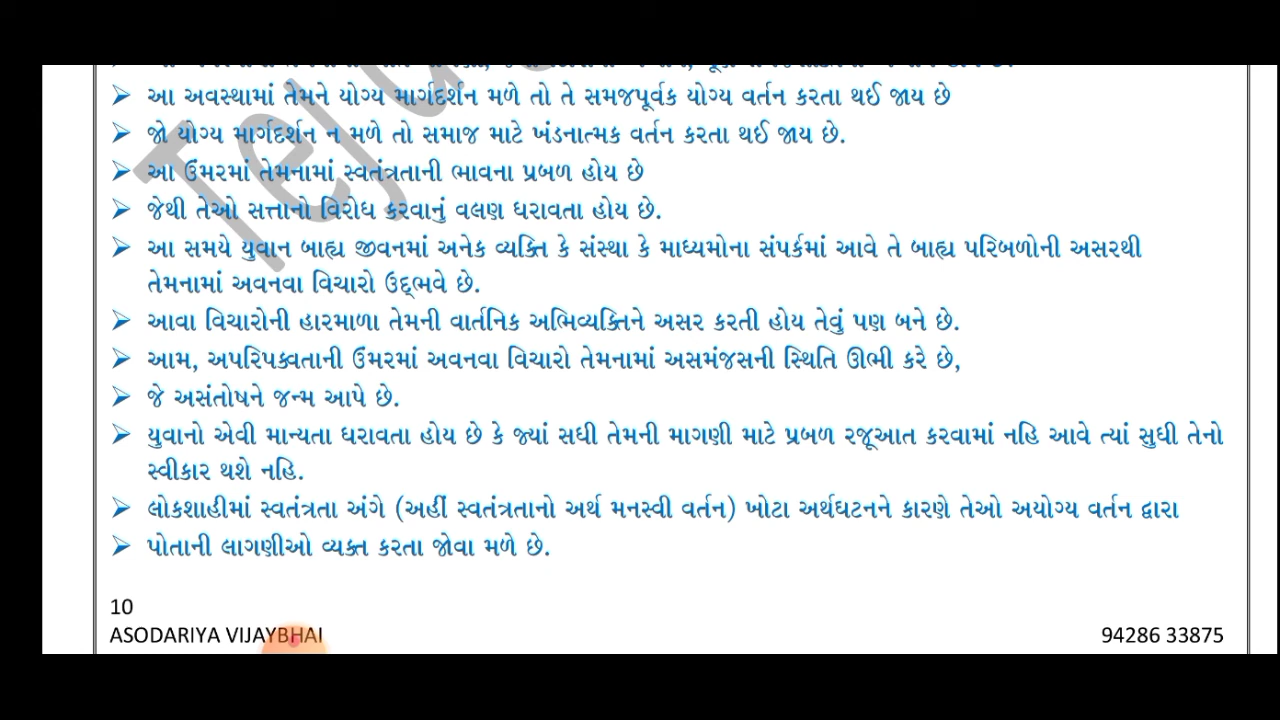 ➢ આ અવસ્થામાં તેમને યોગ્ય માર્ગદર્શન મળે તો તે સમજપૂર્વક યોગ્ય વર્તન કરતા થઈ જાય છે
➢ જો યોગ્ય માર્ગદર્શન ન મળે તો સમાજ માટે ખંડનાત્મક વર્તન કરતા થઈ જાય છે.
➢ આ ઉંમરમાં તેમનામાં સ્વતંત્રતાની ભાવના પ્રબળ હોય છે
➢ જેથી તેઓ સત્તાનો વિરોધ કરવાનું વલણ ધરાવતા હોય છે.
➢ આ સમયે યુવાન બાહ્ય જીવનમાં અનેક વ્યક્તિ કે સંસ્થા કે માધ્યમોના સંપર્કમાં આવે તે બાહ્ય પરિબળોની અસરથી
તેમનામાં અવનવા વિચારો ઉદ્ભવે છે.
➢ આવા વિચારોની હારમાળા તેમની વાર્તનિક અભિવ્યક્તિને અસર કરતી હોય તેવું પણ બને છે.
➢ આમ, અપરિપક્વતાની ઉંમરમાં અવનવા વિચારો તેમનામાં અસમંજસની સ્થિતિ ઊભી કરે છે,
➢ જે અસંતોષને જન્મ આપે છે.
➢ યુવાનો એવી માન્યતા ધરાવતા હોય છે કે જ્યાં સધી તેમની માગણી માટે પ્રબળ રજૂઆત કરવામાં નહિ આવે ત્યાં સુધી તેનો
સ્વીકાર થશે નહિ.
➢ લોકશાહીમાં સ્વતંત્રતા અંગે (અહીં સ્વતંત્રતાનો અર્થ મનસ્વી વર્તન) ખોટા અર્થઘટનને કારણે તેઓ અયોગ્ય વર્તન દ્વારા
➢ પોતાની લાગણીઓ વ્યક્ત કરતા જોવા મળે છે.
10
ASODARIYA VIJAYBHAI 94286 33875